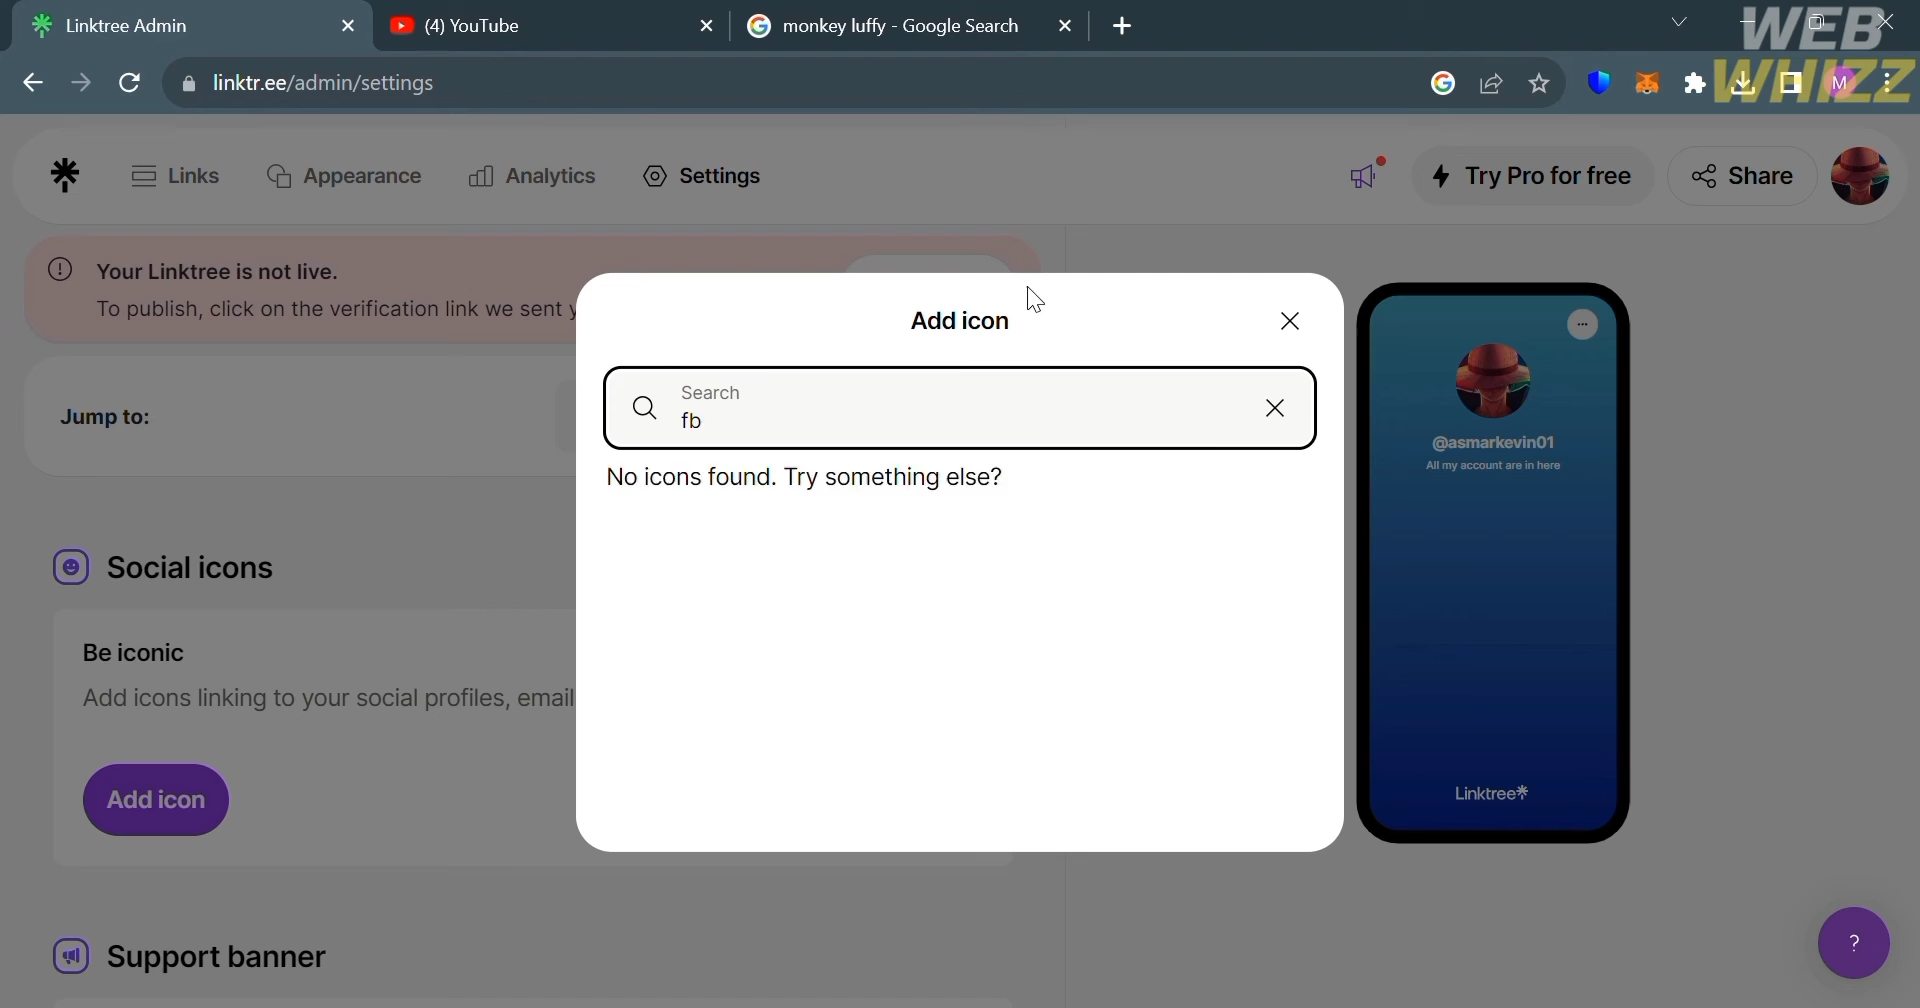 Linktree Admin
(4) YouTube
monkey luffy - Google Search
WEB
WHIZZ
linktr.ee/admin/settings
M
Links
Appearance
Analytics
Settings
Try Pro for free
Share
Your Linktree is not live.
To publish, click on the verification link we sent y
Add icon
Jump to:
Search
fb
No icons found. Try something else?
@asmarkevin01
All my account are in here
Social icons
Be iconic
Add icons linking to your social profiles, email
Add icon
Linktree
Support banner
?